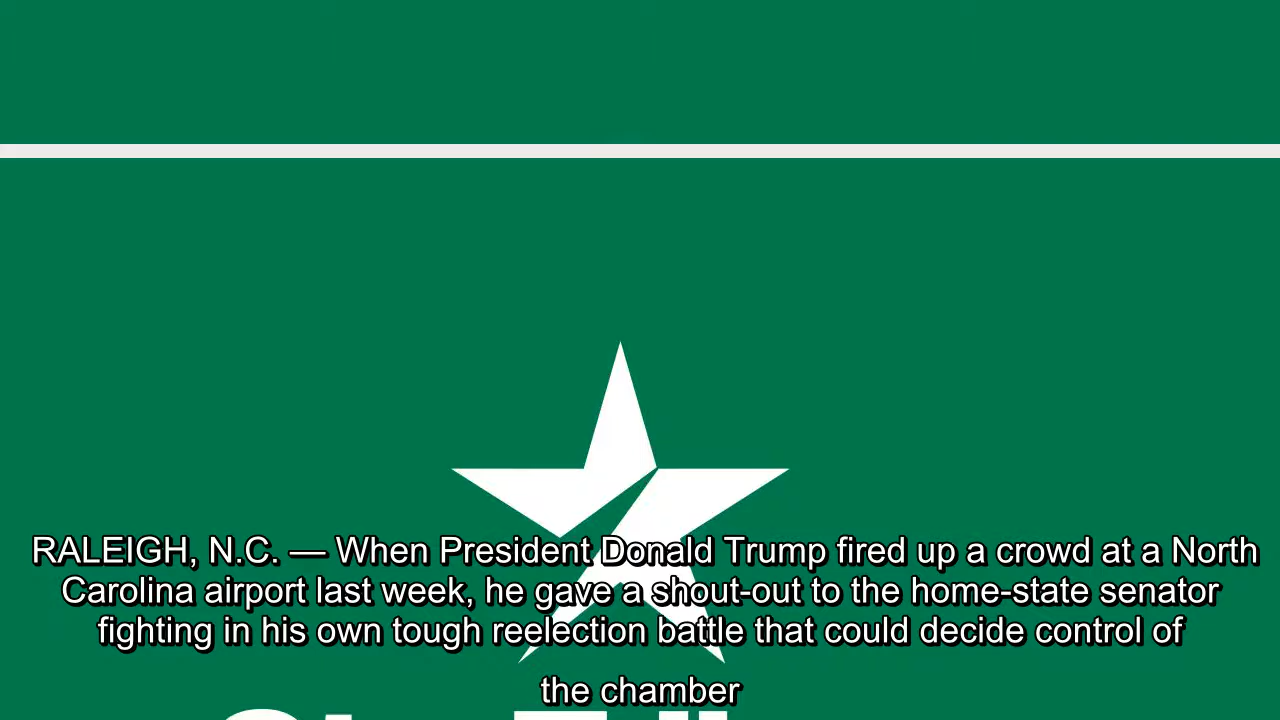 RALEIGH, N.C. — When President Donald Trump fired up a crowd at a North
Carolina airport last week, he gave a shout-out to the home-state senator
fighting in his own tough reelection battle that could decide control of
the chamber